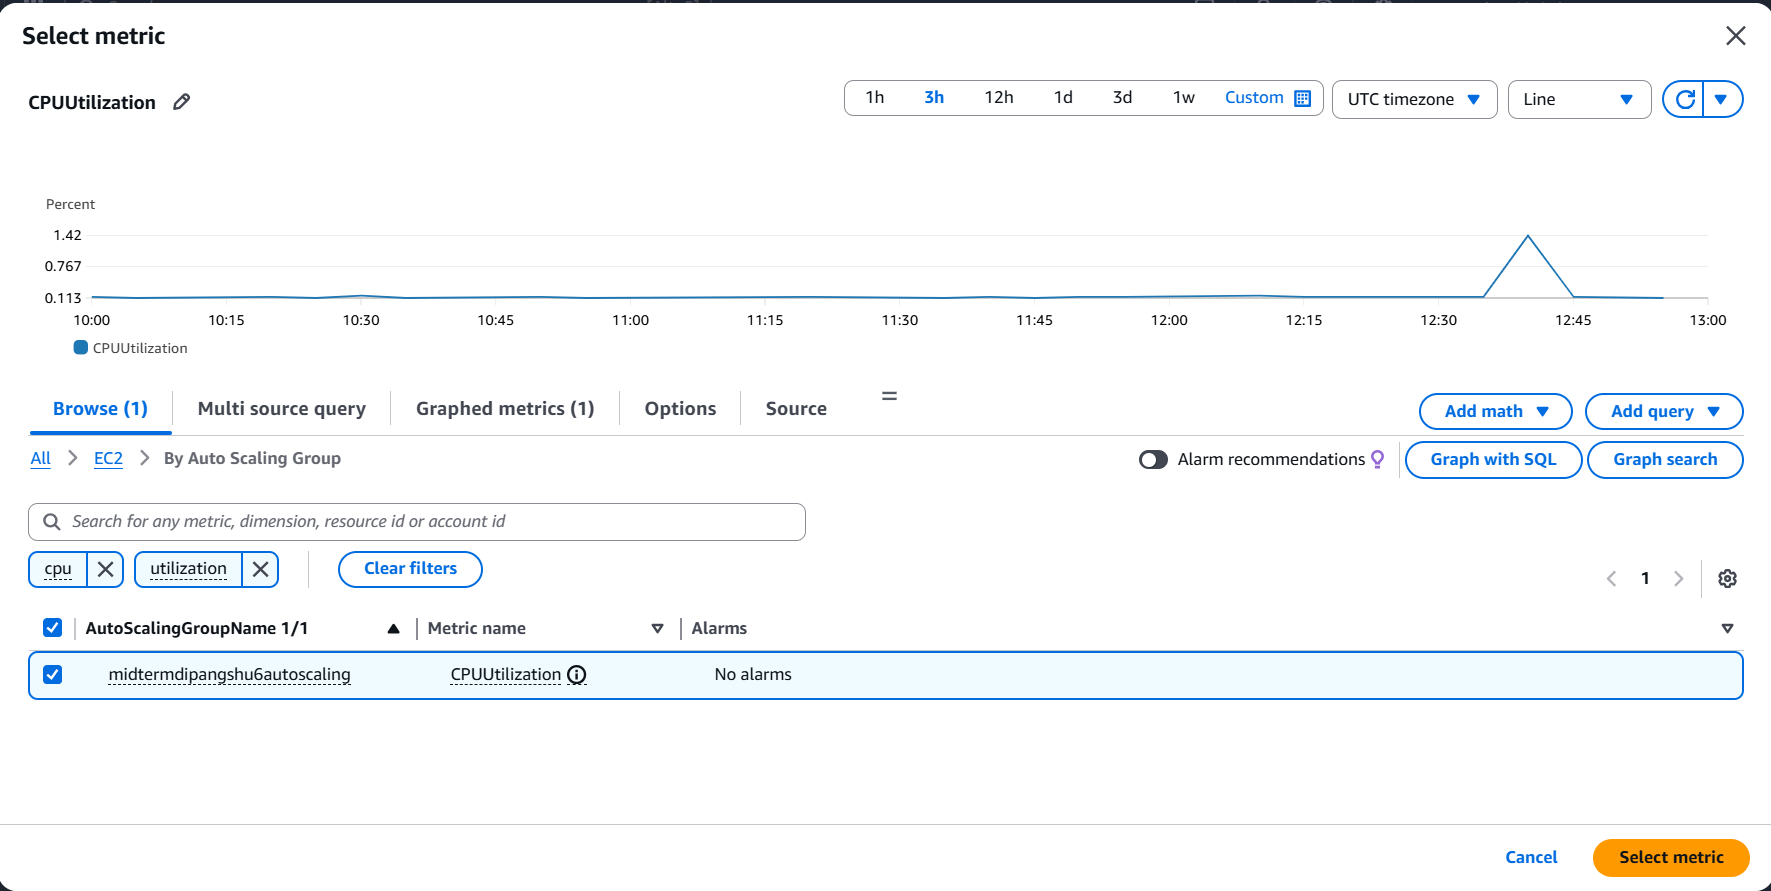 Select metric
CPUUtilization
1h 3h 12h 1d 3d 1w Custom UTC timezone Line
Percent
1.42
0.767
0.113
10:00 10:15 10:30 10:45 11:00 11:15 11:30 11:45 12:00 12:15 12:30 12:45 13:00
CPUUtilization
Browse (1) Multi source query Graphed metrics (1) Options Source Add math Add query
All EC2 By Auto Scaling Group Alarm recommendations Graph with SQL Graph search
Search for any metric, dimension, resource id or account id
cpu utilization Clear filters 1
AutoScalingGroupName 1/1 Metric name Alarms
midtermdipangshu6autoscaling CPUUtilization No alarms
Cancel Select metric